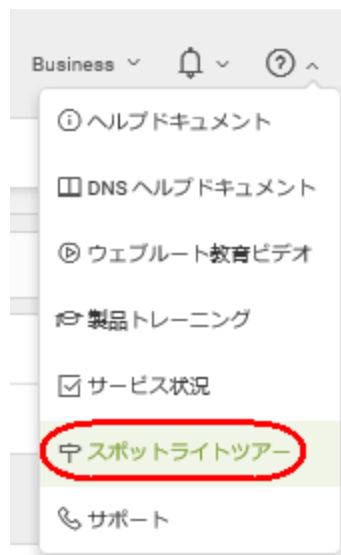 Business
ヘルプドキュメント
DNS ヘルプドキュメント
ウェブルート教育ビデオ
製品トレーニング
サービス状況
スポットライトツアー
サポート